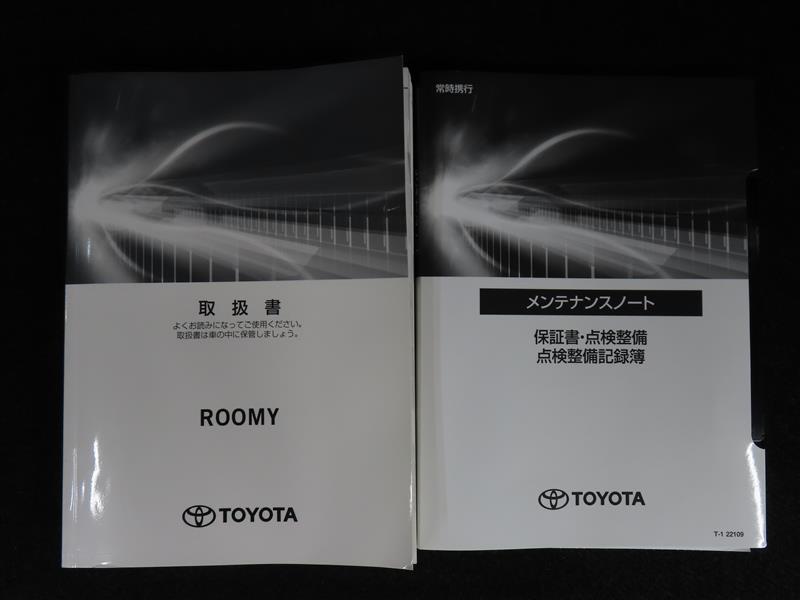 取扱書
よくお読みになってご使用ください。
取扱書は車の中に保管しましょう。
ROOMY
TOYOTA
常時携行
メンテナンスノート
保証書・点検整備
点検整備記録簿
TOYOTA
T-1 22109